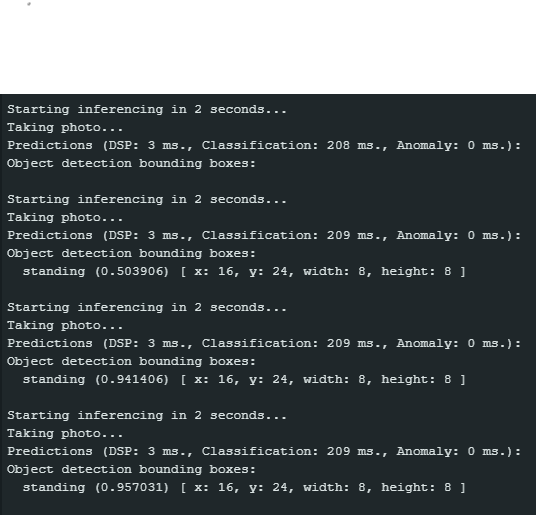 Starting inferencing in 2 seconds...
Taking photo...
Predictions (DSP: 3 ms., Classification: 208 ms., Anomaly: 0 ms.):
Object detection bounding boxes:
Starting inferencing in 2 seconds...
Taking photo...
Predictions (DSP: 3 ms., Classification: 209 ms., Anomaly: 0 ms.):
Object detection bounding boxes:
standing (0.503906) [ x: 16, y: 24, width: 8, height: 8 ]
Starting inferencing in 2 seconds...
Taking photo...
Predictions (DSP: 3 ms., Classification: 209 ms., Anomaly: 0 ms.):
Object detection bounding boxes:
standing (0.941406) [ x: 16, y: 24, width: 8, height: 8 ]
Starting inferencing in 2 seconds...
Taking photo...
Predictions (DSP: 3 ms., Classification: 209 ms., Anomaly: 0 ms.):
Object detection bounding boxes:
standing (0.957031) [ x: 16, y: 24, width: 8, height: 8 ]